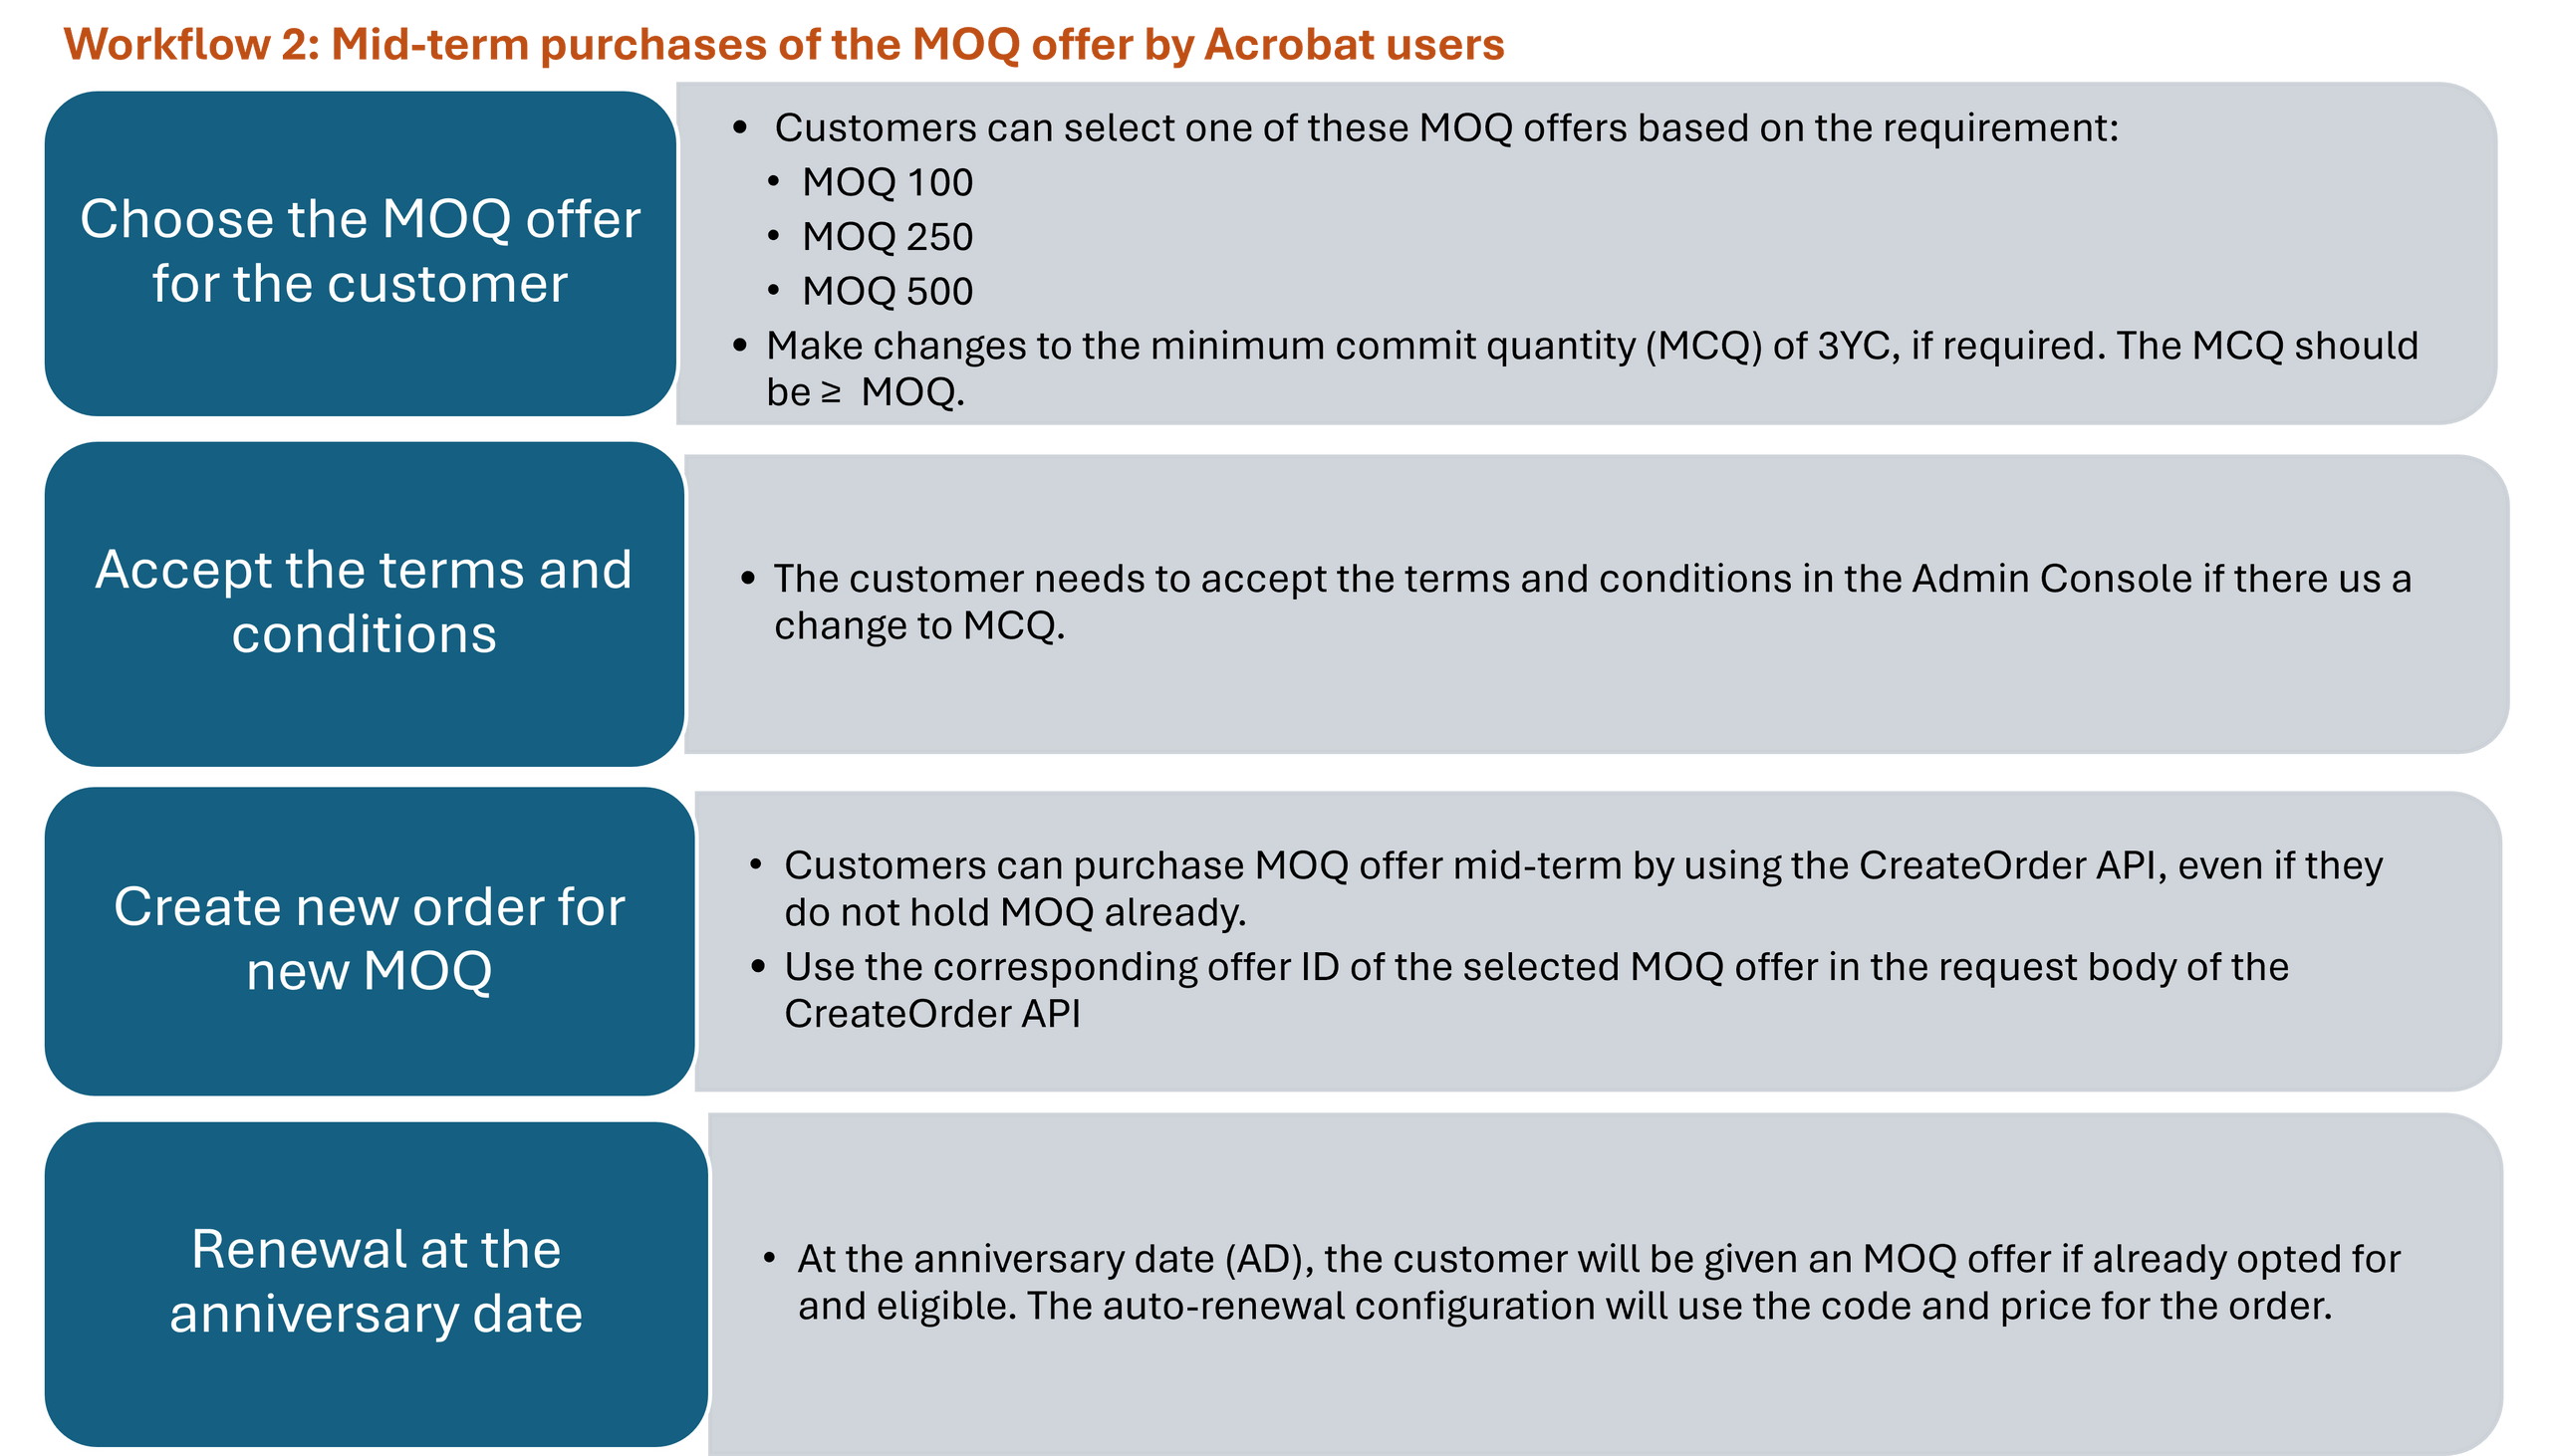 Workflow 2: Mid-term purchases of the MOQ offer by Acrobat users
Choose the MOQ offer
for the customer
• Customers can select one of these MOQ offers based on the requirement:
• MOQ 100
• MOQ 250
• MOQ 500
• Make changes to the minimum commit quantity (MCQ) of 3YC, if required. The MCQ should
be ≥ MOQ.
Accept the terms and
conditions
• The customer needs to accept the terms and conditions in the Admin Console if there us a
change to MCQ.
Create new order for
new MOQ
• Customers can purchase MOQ offer mid-term by using the CreateOrder API, even if they
do not hold MOQ already.
• Use the corresponding offer ID of the selected MOQ offer in the request body of the
CreateOrder API
Renewal at the
anniversary date
• At the anniversary date (AD), the customer will be given an MOQ offer if already opted for
and eligible. The auto-renewal configuration will use the code and price for the order.